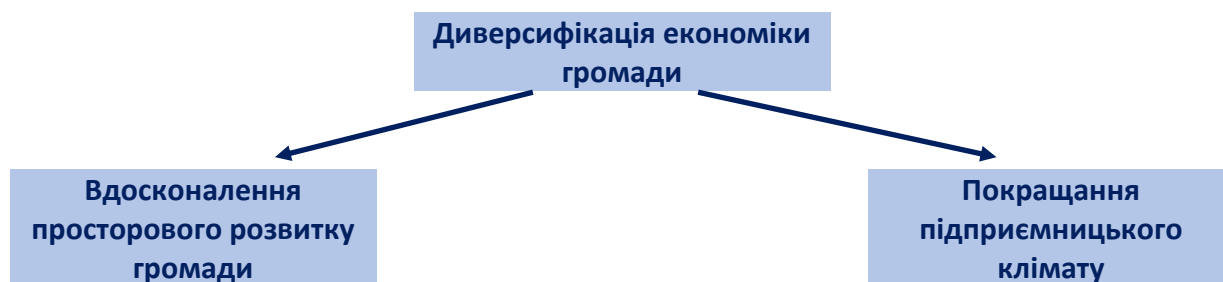 Диверсифікація економіки
громади
Вдосконалення
просторового розвитку
громади
Покращання
підприємницького
клімату